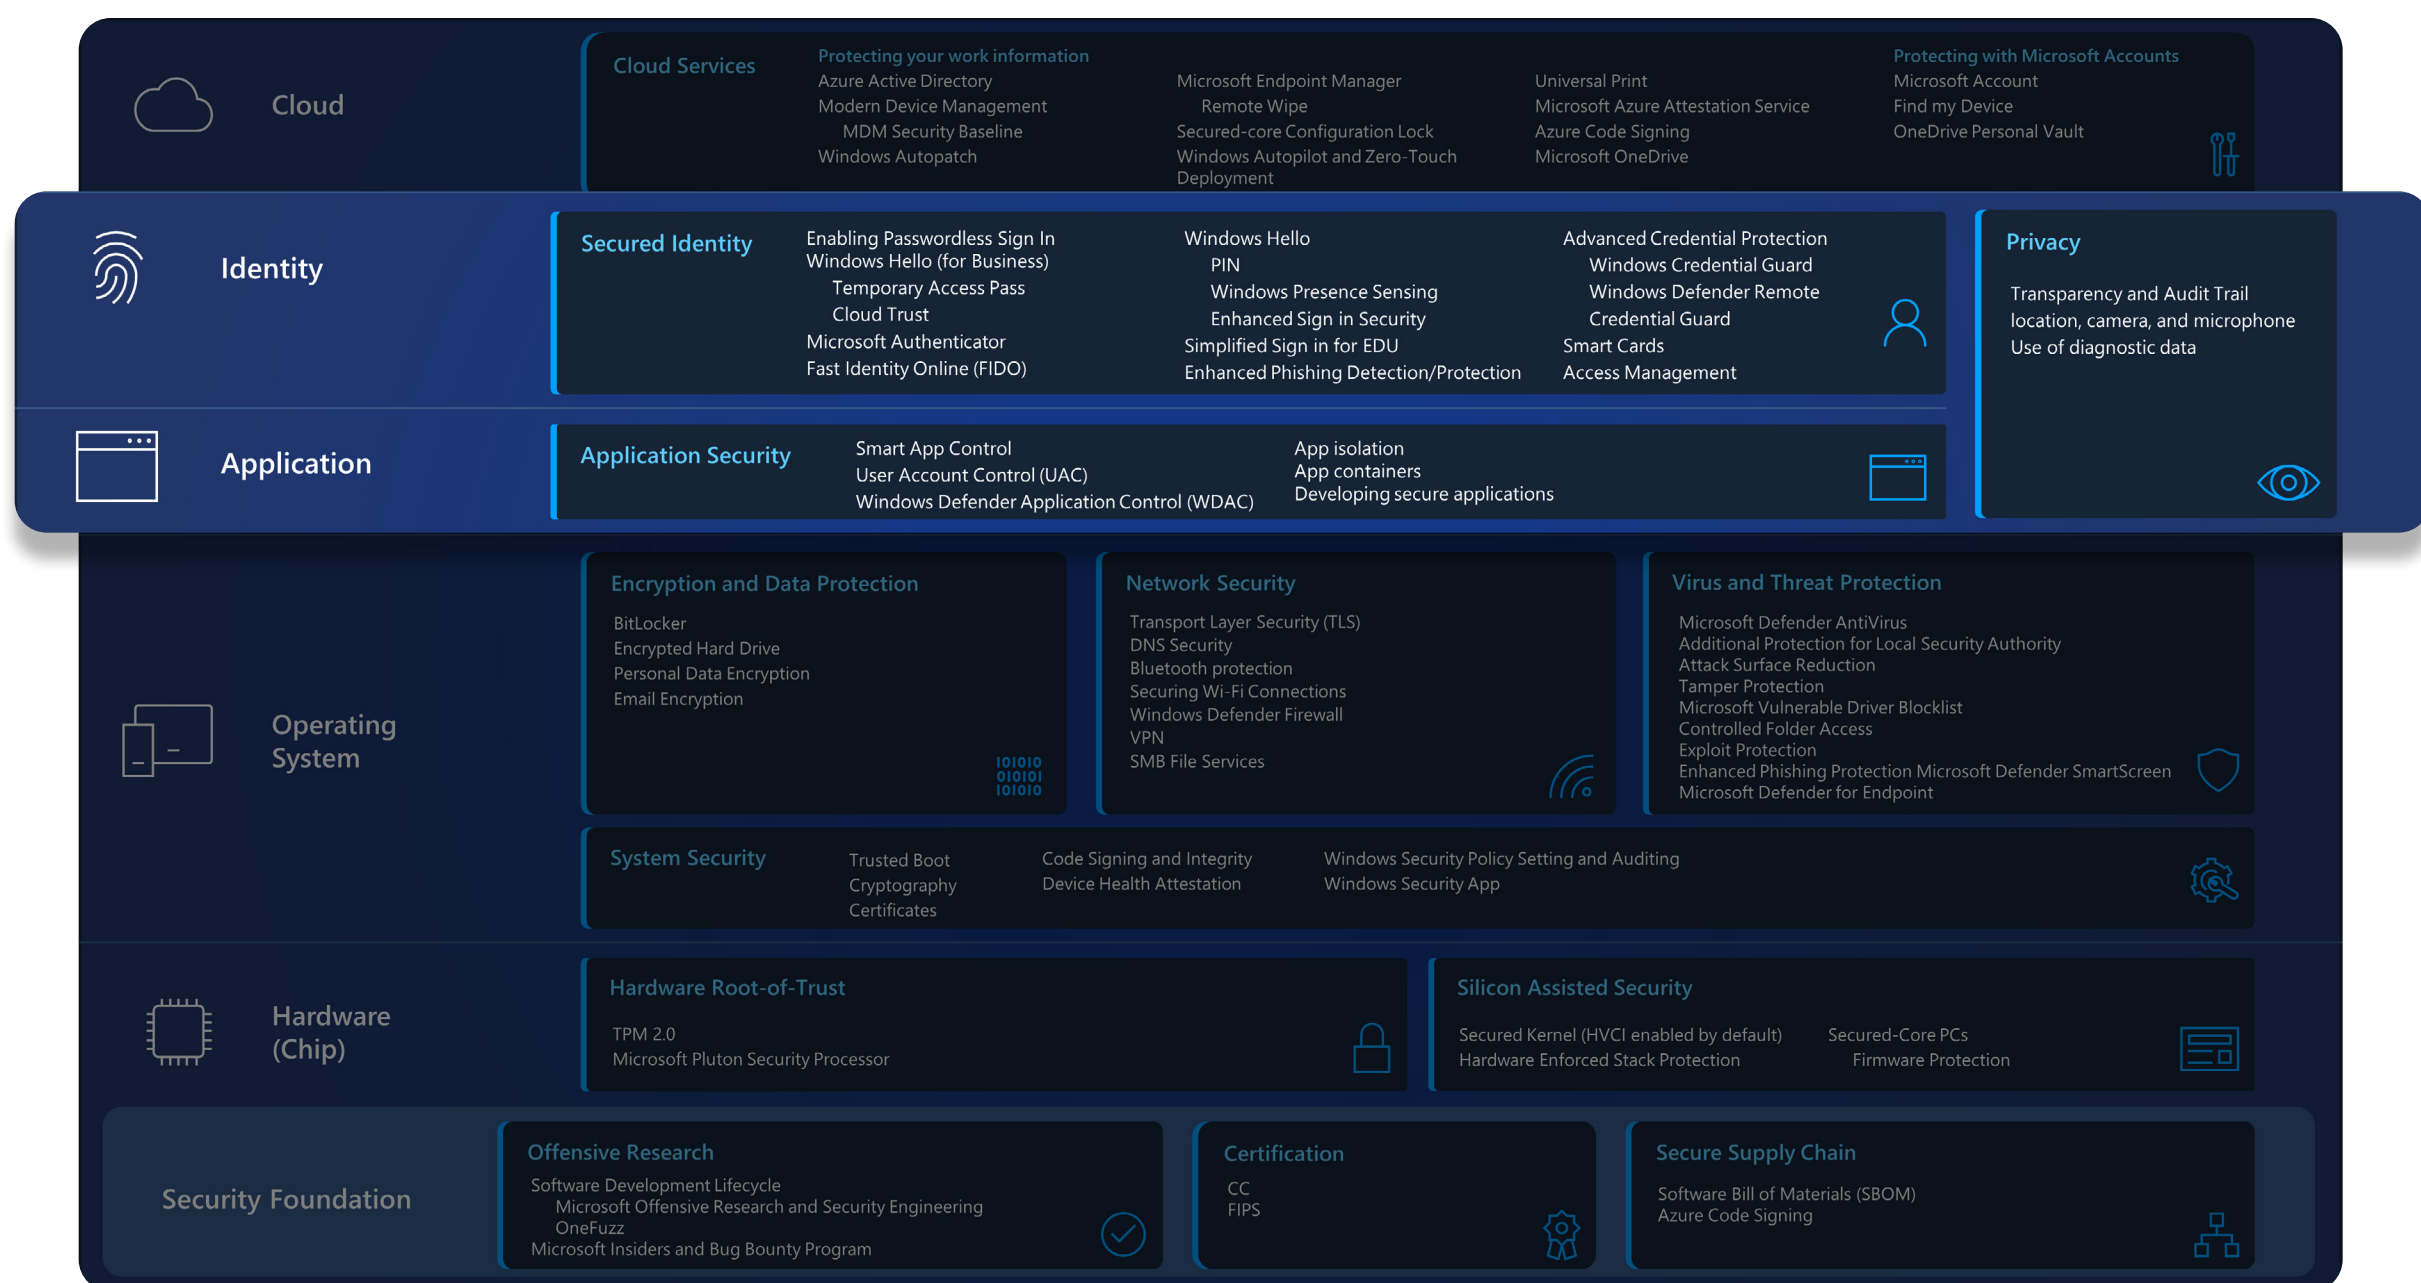 Cloud
Cloud Services
Protecting your work information
Azure Active Directory
Modern Device Management
MDM Security Baseline
Windows Autopatch
Microsoft Endpoint Manager
Remote Wipe
Secured-core Configuration Lock
Windows Autopilot and Zero-Touch
Deployment
Universal Print
Microsoft Azure Attestation Service
Azure Code Signing
Microsoft OneDrive
Protecting with Microsoft Accounts
Microsoft Account
Find my Device
OneDrive Personal Vault
Identity
Secured Identity
Enabling Passwordless Sign In
Windows Hello (for Business)
Temporary Access Pass
Cloud Trust
Microsoft Authenticator
Fast Identity Online (FIDO)
Windows Hello
PIN
Windows Presence Sensing
Enhanced Sign in Security
Simplified Sign in for EDU
Enhanced Phishing Detection/Protection
Advanced Credential Protection
Windows Credential Guard
Windows Defender Remote
Credential Guard
Smart Cards
Access Management
Privacy
Transparency and Audit Trail
location, camera, and microphone
Use of diagnostic data
Application
Application Security
Smart App Control
User Account Control (UAC)
Windows Defender Application Control (WDAC)
App isolation
App containers
Developing secure applications
Operating
System
Encryption and Data Protection
BitLocker
Encrypted Hard Drive
Personal Data Encryption
Email Encryption
101010
010101
101010
Network Security
Transport Layer Security (TLS)
DNS Security
Bluetooth protection
Securing Wi-Fi Connections
Windows Defender Firewall
VPN
SMB File Services
Virus and Threat Protection
Microsoft Defender AntiVirus
Additional Protection for Local Security Authority
Attack Surface Reduction
Tamper Protection
Microsoft Vulnerable Driver Blocklist
Controlled Folder Access
Exploit Protection
Enhanced Phishing Protection Microsoft Defender SmartScreen
Microsoft Defender for Endpoint
System Security
Trusted Boot
Cryptography
Certificates
Code Signing and Integrity
Device Health Attestation
Windows Security Policy Setting and Auditing
Windows Security App
Hardware
(Chip)
Hardware Root-of-Trust
TPM 2.0
Microsoft Pluton Security Processor
Silicon Assisted Security
Secured Kernel (HVCI enabled by default)
Hardware Enforced Stack Protection
Secured-Core PCs
Firmware Protection
Security Foundation
Offensive Research
Software Development Lifecycle
Microsoft Offensive Research and Security Engineering
OneFuzz
Microsoft Insiders and Bug Bounty Program
Certification
CC
FIPS
Secure Supply Chain
Software Bill of Materials (SBOM)
Azure Code Signing